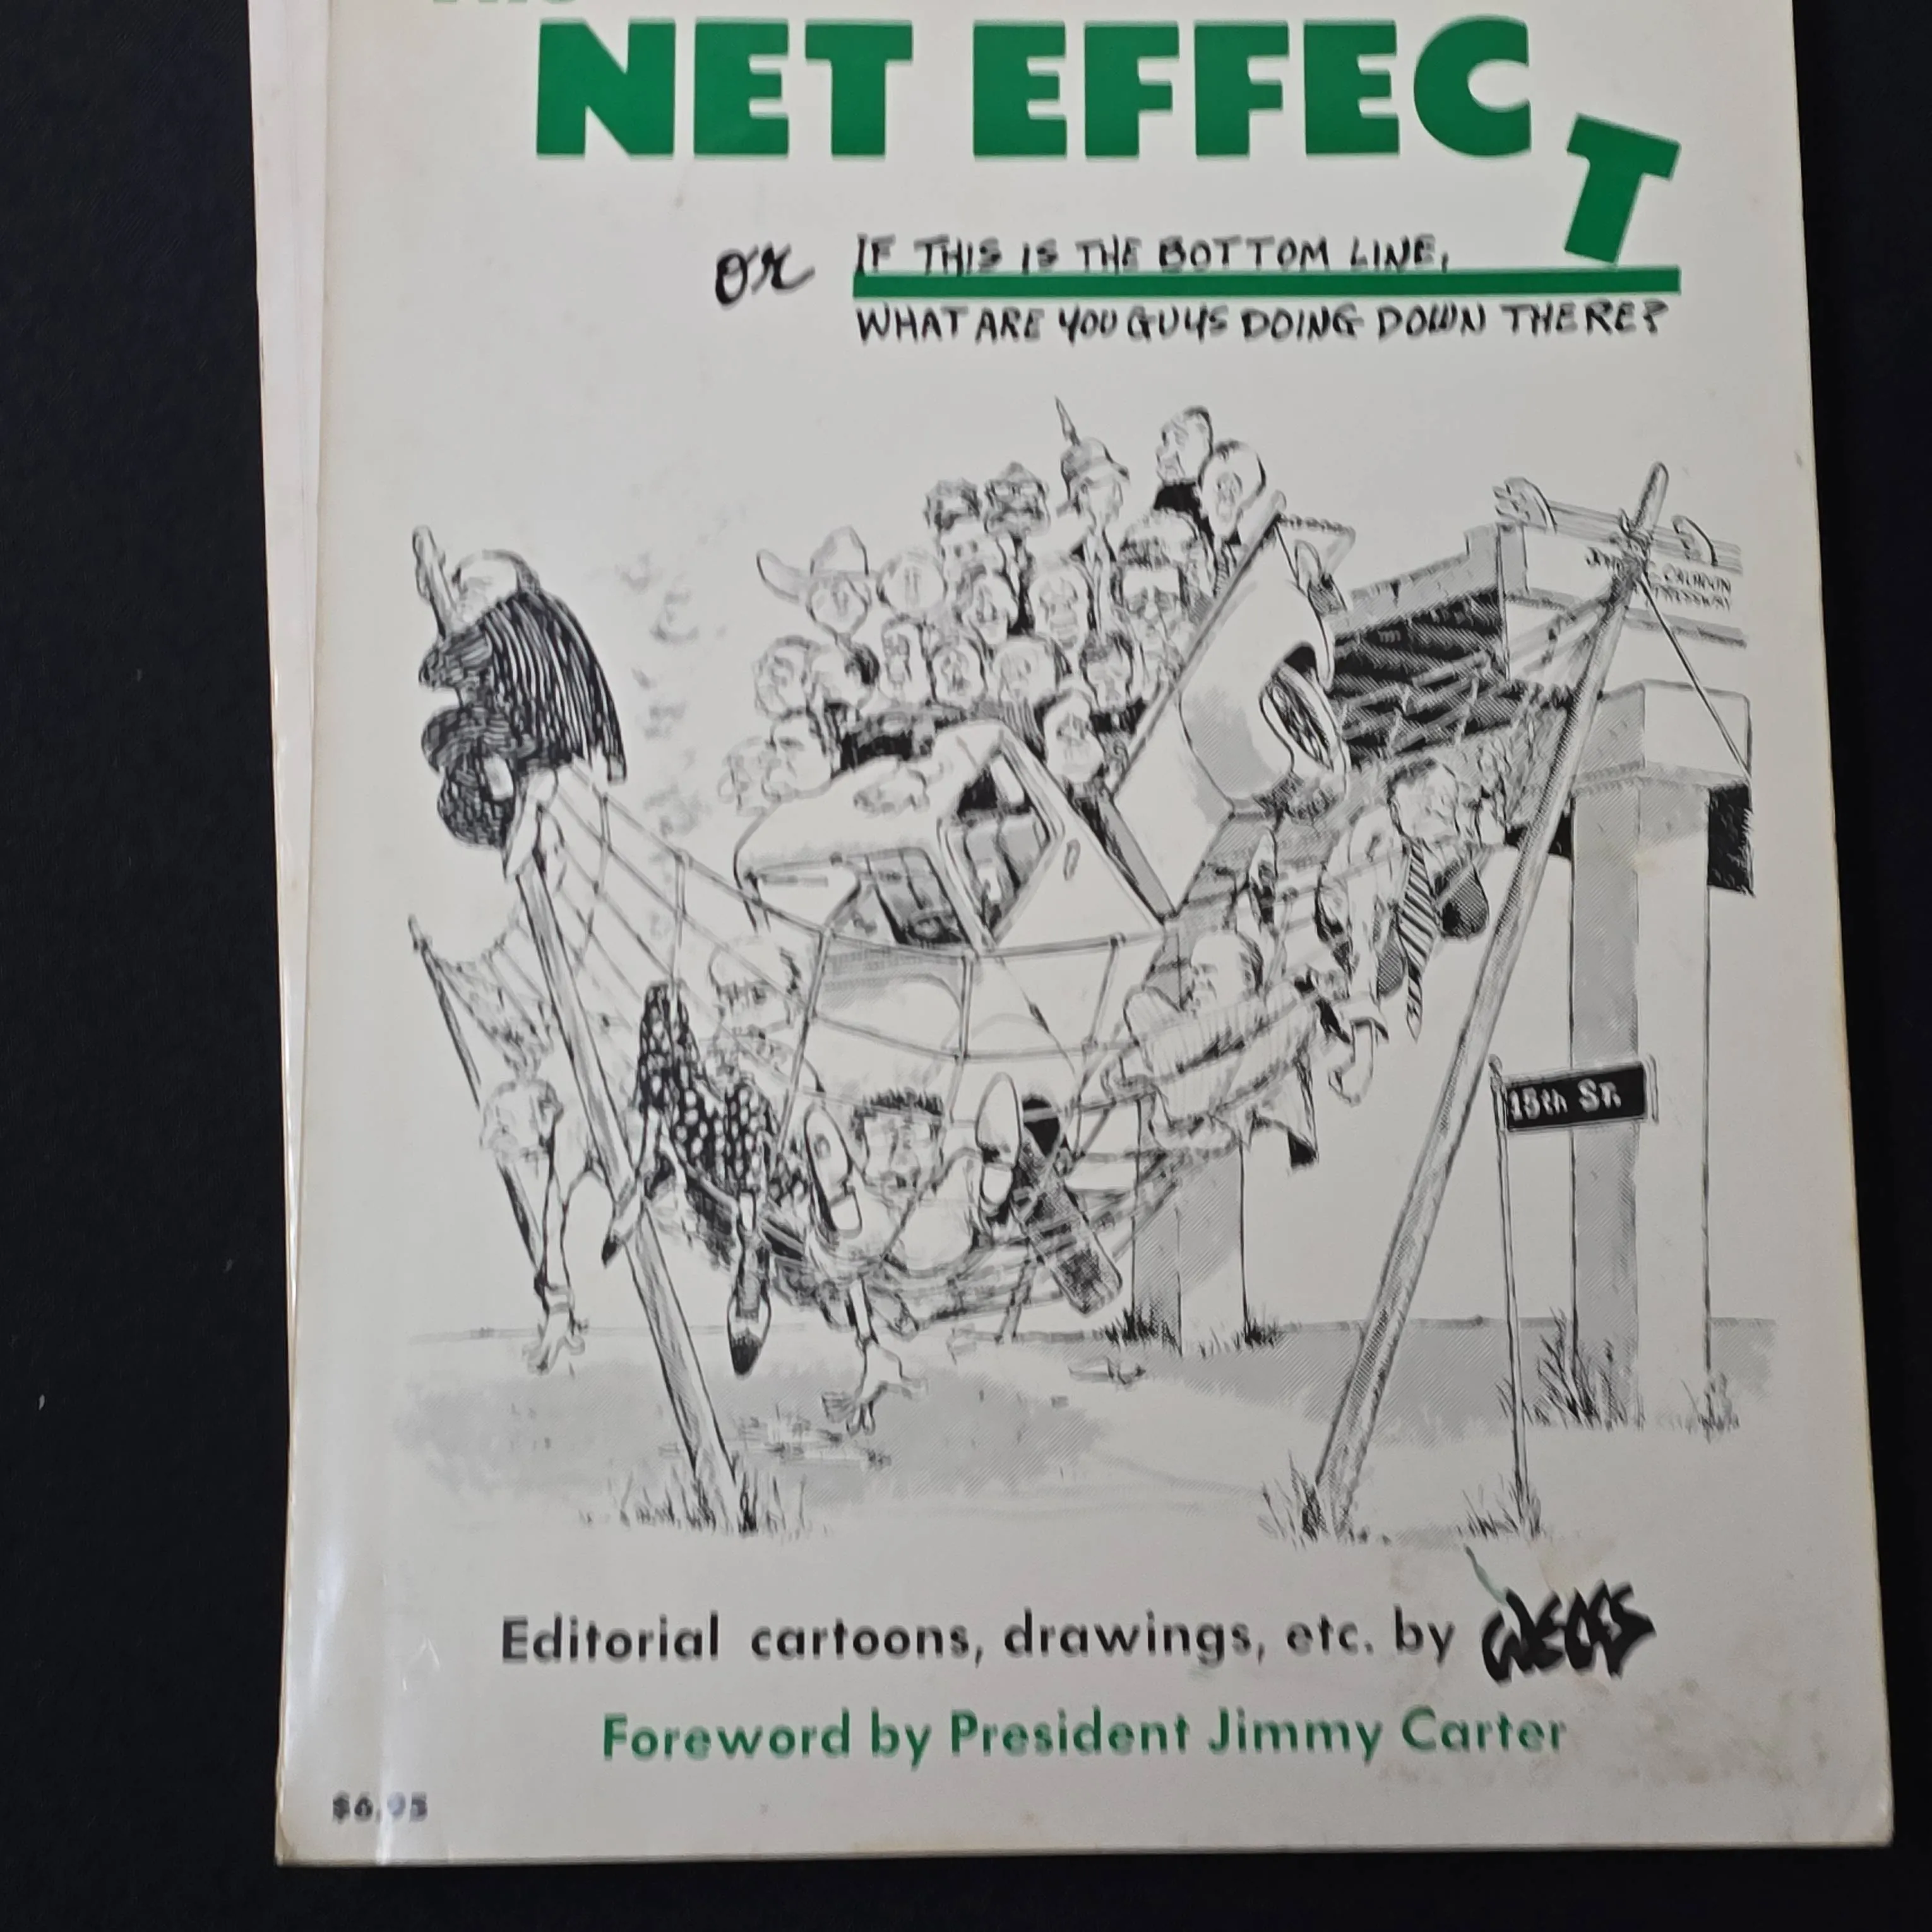 NET EFFECT
or IF THIS IS THE BOTTOM LINE,
WHAT ARE YOU GUYS DOING DOWN THERE?
CALHOUN
15th St.
Editorial cartoons, drawings, etc. by
Foreword by President Jimmy Carter
$6.95